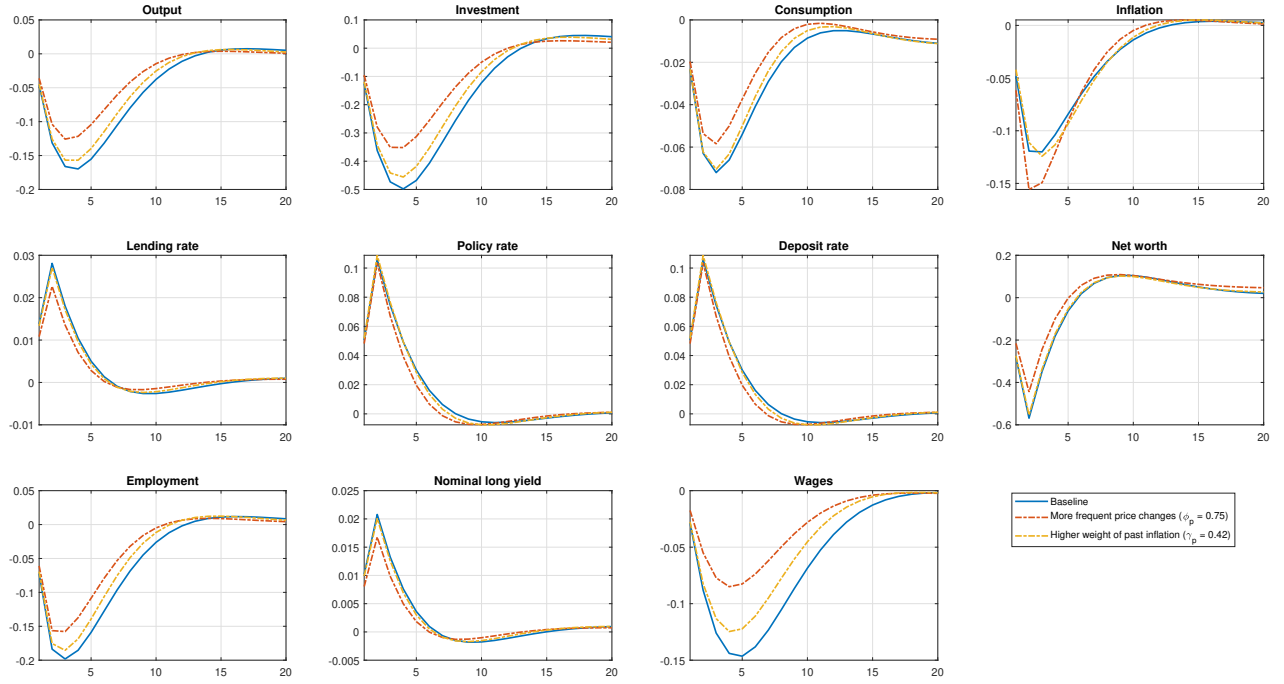 Output
0.05
0
-0.05
-0.1
-0.15
-0.2
5 10 15 20
Investment
0.1
0
-0.1
-0.2
-0.3
-0.4
-0.5
5 10 15 20
Consumption
0
-0.02
-0.04
-0.06
-0.08
5 10 15 20
Inflation
0
-0.05
-0.1
-0.15
5 10 15 20
Lending rate
0.03
0.02
0.01
0
-0.01
5 10 15 20
Policy rate
0.1
0.08
0.06
0.04
0.02
0
5 10 15 20
Deposit rate
0.1
0.08
0.06
0.04
0.02
0
5 10 15 20
Net worth
0.2
0
-0.2
-0.4
-0.6
5 10 15 20
Employment
0.05
0
-0.05
-0.1
-0.15
-0.2
5 10 15 20
Nominal long yield
0.025
0.02
0.015
0.01
0.005
0
-0.005
5 10 15 20
Wages
0
-0.05
-0.1
-0.15
5 10 15 20
Baseline
More frequent price changes (ϕ_p = 0.75)
Higher weight of past inflation (γ_p = 0.42)